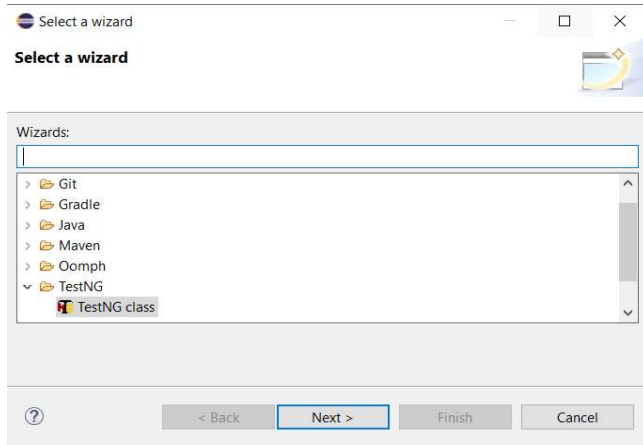 Select a wizard
Select a wizard
Wizards:
Git
Gradle
Java
Maven
Oomph
TestNG
TestNG class
< Back Next > Finish Cancel